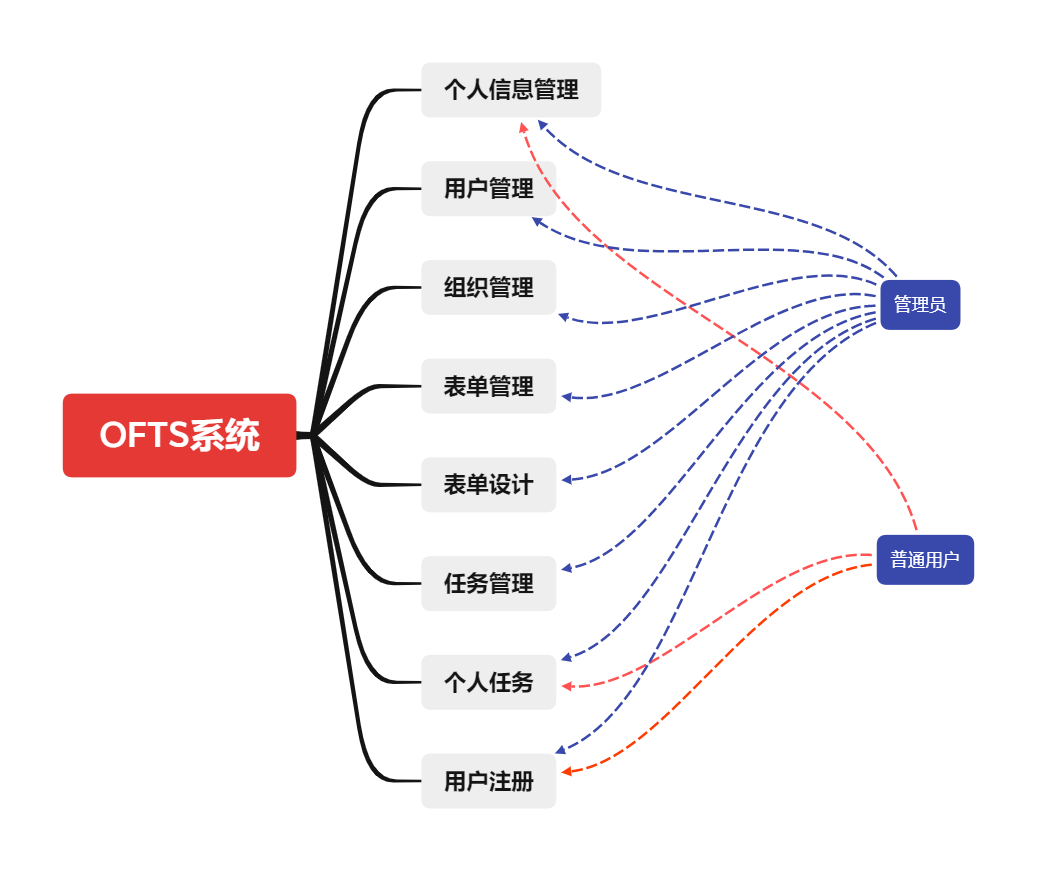 个人信息管理
用户管理
组织管理
管理员
表单管理
OFTS系统
表单设计
普通用户
任务管理
个人任务
用户注册